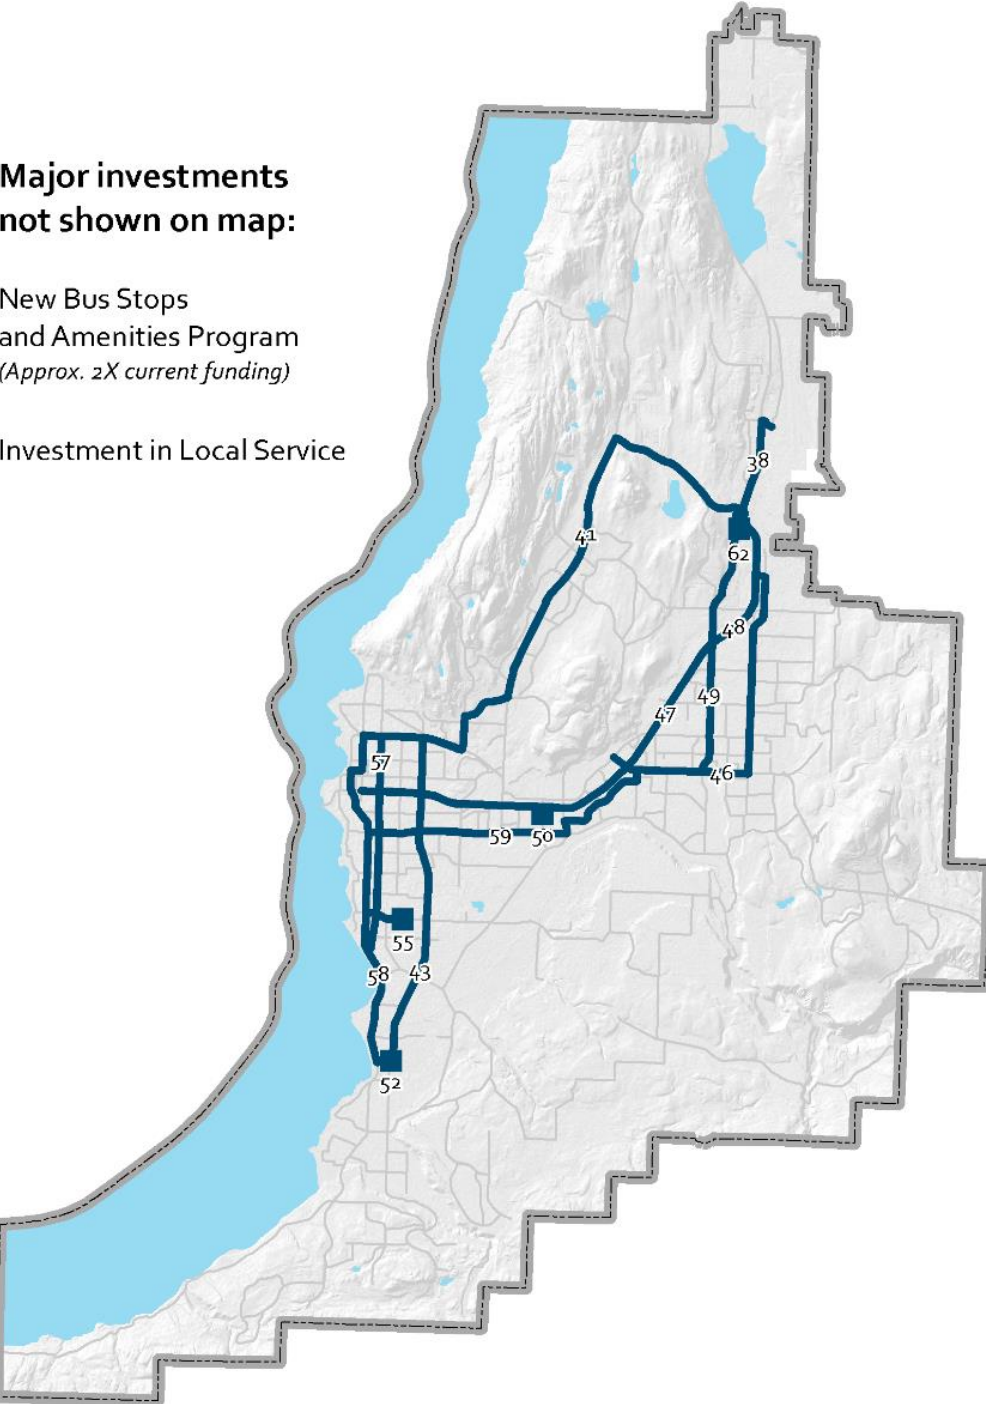 Major investments
not shown on map:
New Bus Stops
and Amenities Program
(Approx. 2X current funding)
Investment in Local Service
38
41
62
48
49
47
57
46
59
50
55
58
43
52